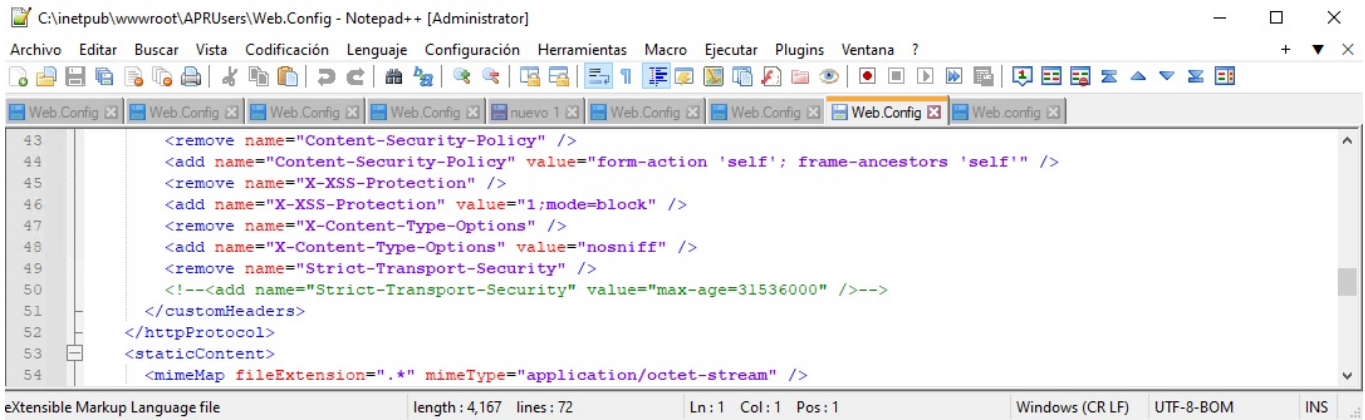 C:\inetpub\wwwroot\APRUsers\Web.Config - Notepad++ [Administrator]
Archivo Editar Buscar Vista Codificación Lenguaje Configuración Herramientas Macro Ejecutar Plugins Ventana ?
Web.Config Web.Config Web.Config Web.Config nuevo 1 Web.Config Web.Config Web.Config Web.config
43 <remove name="Content-Security-Policy" />
44 <add name="Content-Security-Policy" value="form-action 'self'; frame-ancestors 'self'" />
45 <remove name="X-XSS-Protection" />
46 <add name="X-XSS-Protection" value="1;mode=block" />
47 <remove name="X-Content-Type-Options" />
48 <add name="X-Content-Type-Options" value="nosniff" />
49 <remove name="Strict-Transport-Security" />
50 <!--<add name="Strict-Transport-Security" value="max-age=31536000" />-->
51 </customHeaders>
52 </httpProtocol>
53 <staticContent>
54 <mimeMap fileExtension=".*" mimeType="application/octet-stream" />
eXtensible Markup Language file length : 4,167 lines : 72 Ln : 1 Col : 1 Pos : 1 Windows (CR LF) UTF-8-BOM INS